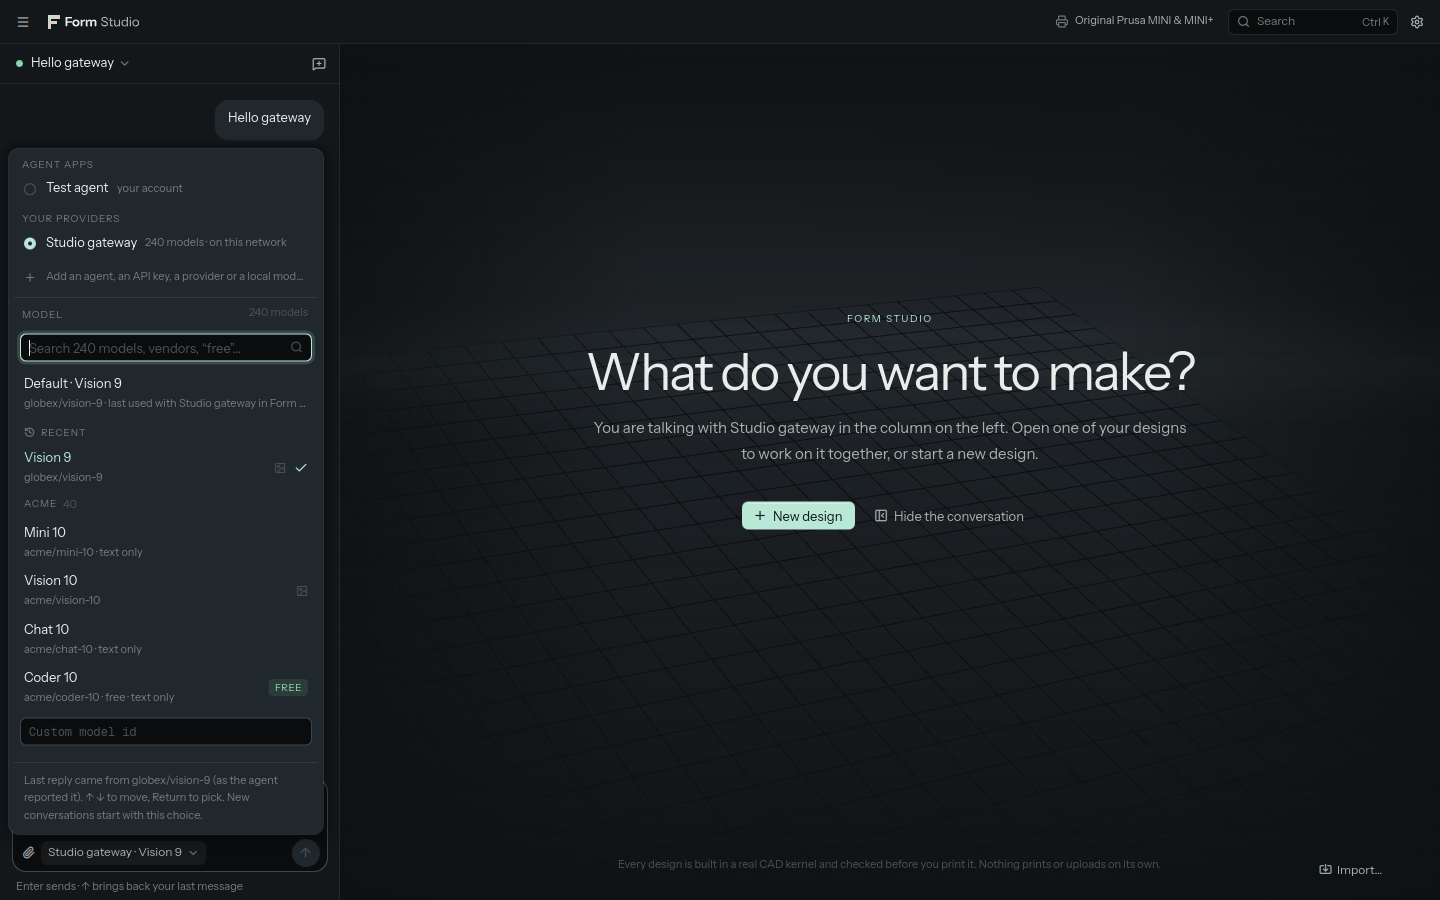 Form Studio
Original Prusa MINI & MINI+
Search
Ctrl K
Hello gateway
Hello gateway
AGENT APPS
Test agent your account
YOUR PROVIDERS
Studio gateway 240 models · on this network
Add an agent, an API key, a provider or a local mod...
MODEL 240 models
Search 240 models, vendors, “free”...
Default · Vision 9
globex/vision-9 · last used with Studio gateway in Form ...
RECENT
Vision 9
globex/vision-9
ACME 40
Mini 10
acme/mini-10 · text only
Vision 10
acme/vision-10
Chat 10
acme/chat-10 · text only
Coder 10
acme/coder-10 · free · text only
FREE
Custom model id
Last reply came from globex/vision-9 (as the agent
reported it). ↑ ↓ to move, Return to pick. New
conversations start with this choice.
Studio gateway · Vision 9
Enter sends · ↑ brings back your last message
FORM STUDIO
What do you want to make?
You are talking with Studio gateway in the column on the left. Open one of your designs
to work on it together, or start a new design.
New design
Hide the conversation
Every design is built in a real CAD kernel and checked before you print it. Nothing prints or uploads on its own.
Import...